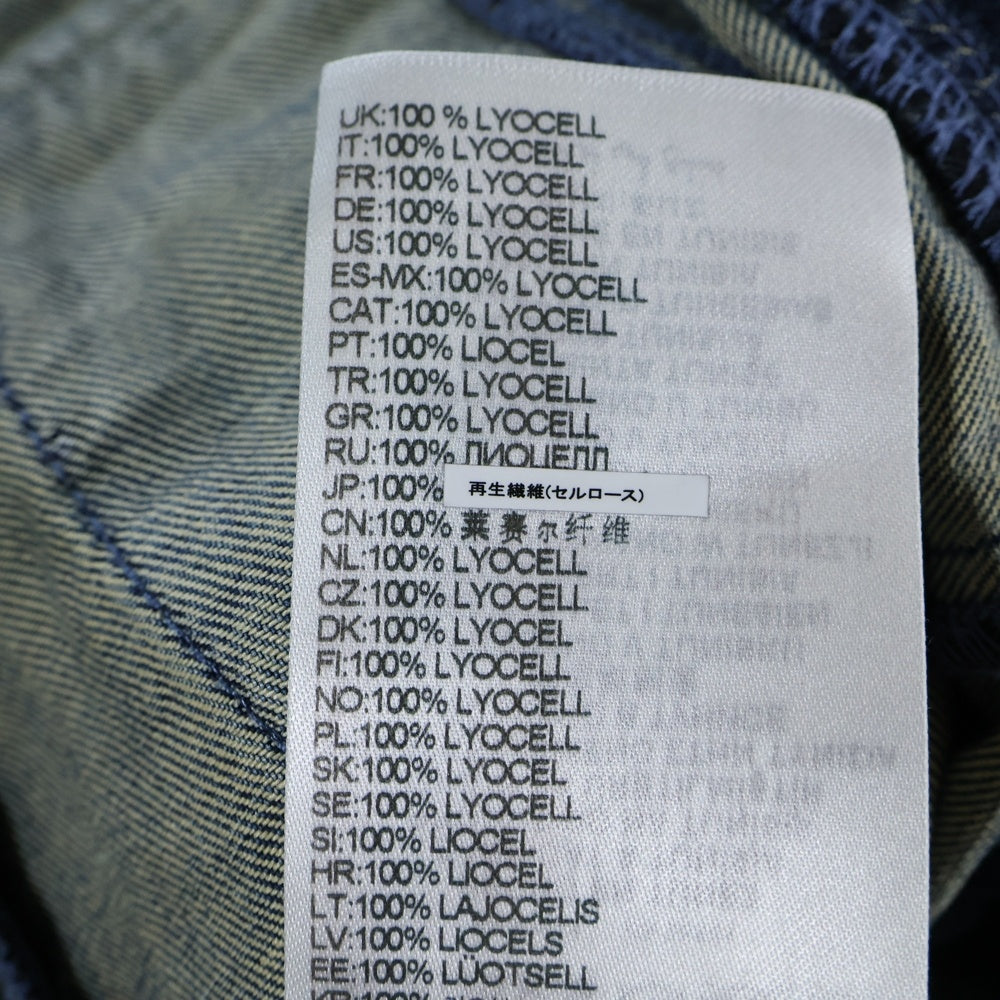 UK:100 % LYOCELL
IT:100% LYOCELL
FR:100% LYOCELL
DE:100% LYOCELL
US:100% LYOCELL
ES-MX:100% LYOCELL
CAT:100% LYOCELL
PT:100% LIOCEL
TR:100% LYOCELL
GR:100% LYOCELL
RU:100% ЛИОЦЕЛЛ
JP:100% 再生繊維(セルロース)
CN:100% 莱赛尔纤维
NL:100% LYOCELL
CZ:100% LYOCELL
DK:100% LYOCEL
FI:100% LYOCELL
NO:100% LYOCELL
PL:100% LYOCELL
SK:100% LYOCEL
SE:100% LYOCELL
SI:100% LIOCEL
HR:100% LIOCEL
LT:100% LAJOCELIS
LV:100% LIOCELS
EE:100% LÜOTSELL